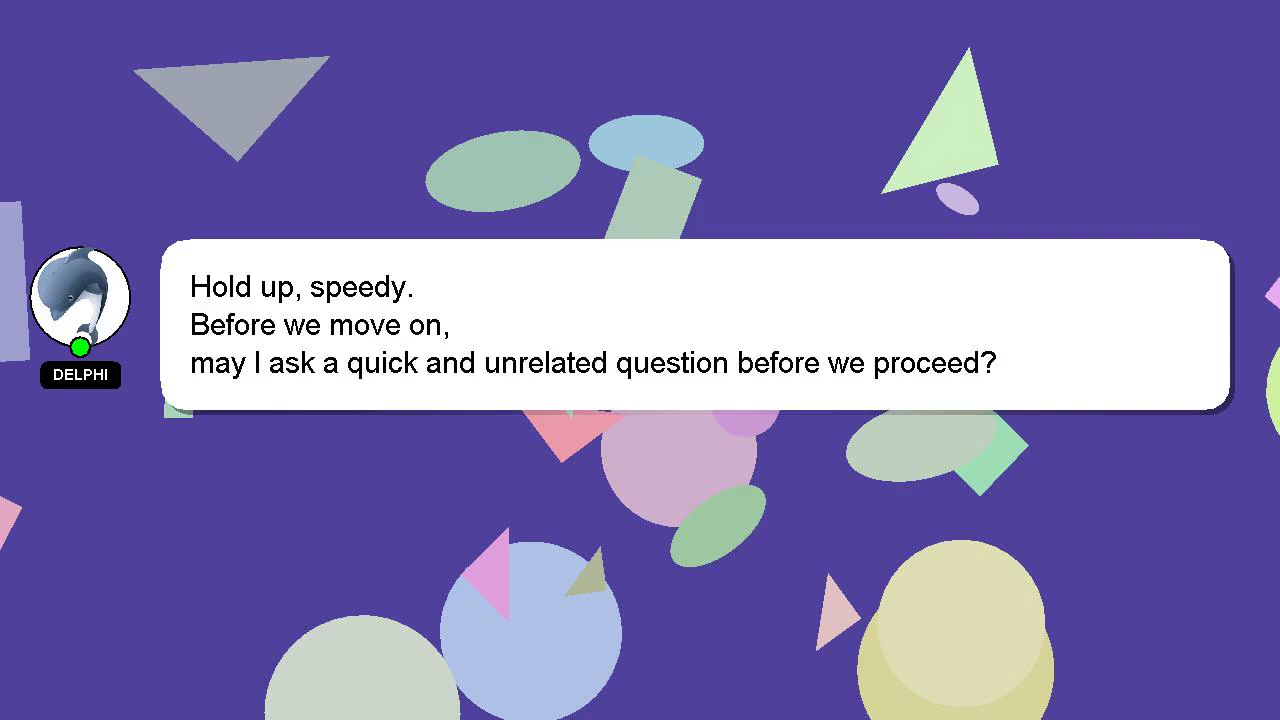 Hold up, speedy.
Before we move on,
may I ask a quick and unrelated question before we proceed?
DELPHI